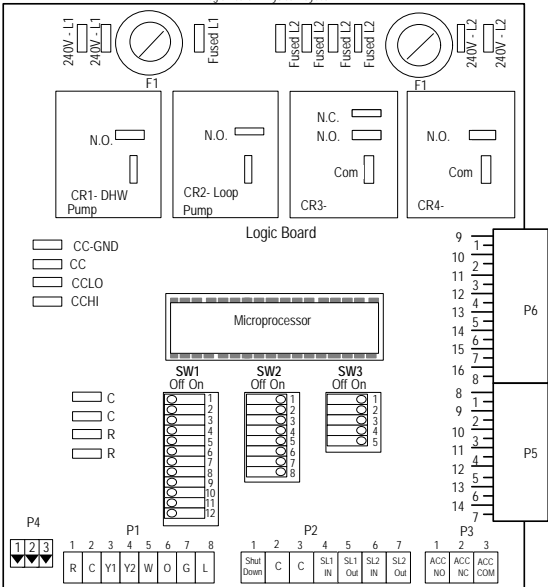 240V - L1
240V - L1
Fused L1
Fused L2
Fused L2
Fused L2
Fused L2
240V - L2
240V - L2
F1
F1
N.O.
CR1- DHW
Pump
N.O.
CR2- Loop
Pump
N.C.
N.O.
Com
CR3-
N.O.
Com
CR4-
Logic Board
CC-GND
CC
CCLO
CCHI
Microprocessor
9
1
10
2
11
3
12
4
13
5
14
6
15
7
16
8
P6
8
1
9
2
10
3
11
4
12
5
13
6
14
7
P5
C
C
R
R
SW1
Off On
1
2
3
4
5
6
7
8
9
10
11
12
SW2
Off On
1
2
3
4
5
6
7
8
SW3
Off On
1
2
3
4
5
P4
1 2 3
P1
1 2 3 4 5 6 7 8
R C Y1 Y2 W O G L
P2
1 2 3 4 5 6 7
Shut Down C C SL1 IN SL1 Out SL2 IN SL2 Out
P3
1 2 3
ACC NO ACC NC ACC COM